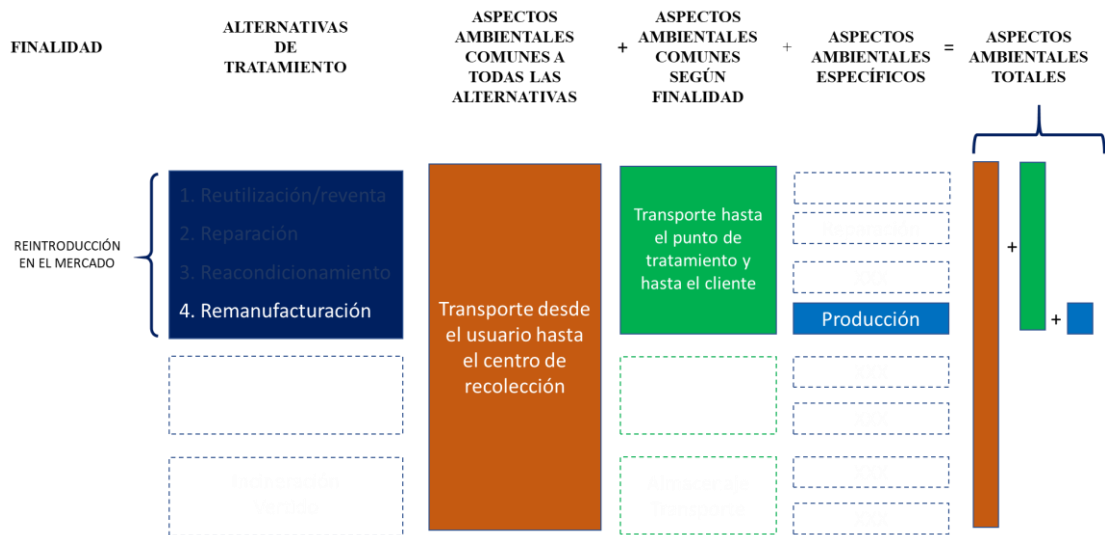 FINALIDAD
ALTERNATIVAS
DE
TRATAMIENTO
ASPECTOS
AMBIENTALES
COMUNES A
TODAS LAS
ALTERNATIVAS
+
ASPECTOS
AMBIENTALES
COMUNES
SEGÚN
FINALIDAD
+
ASPECTOS
AMBIENTALES
ESPECÍFICOS
=
ASPECTOS
AMBIENTALES
TOTALES
REINTRODUCCIÓN
EN EL MERCADO
1. Reutilización/reventa
2. Reparación
3. Reacondicionamiento
4. Remanufacturación
Transporte desde
el usuario hasta
el centro de
recolección
Transporte hasta
el punto de
tratamiento y
hasta el cliente
Producción
+
+